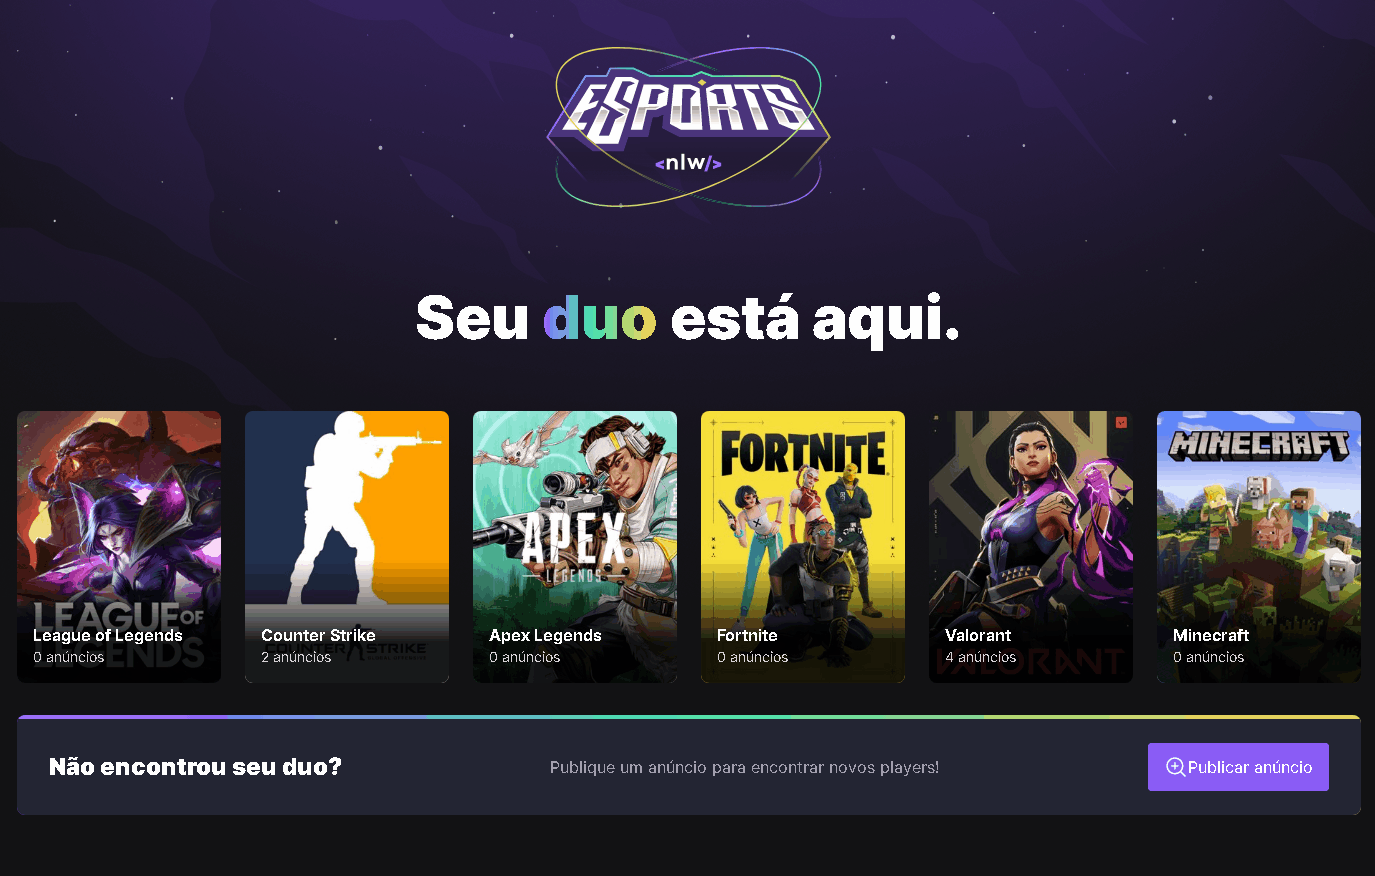 ESPORTS
<nlw/>
Seu duo está aqui.
LEAGUE OF
LEGENDS
League of Legends
0 anúncios
COUNTER STRIKE
Counter Strike
2 anúncios
APEX
LEGENDS
Apex Legends
0 anúncios
FORTNITE
Fortnite
0 anúncios
VALORANT
Valorant
4 anúncios
MINECRAFT
Minecraft
0 anúncios
Não encontrou seu duo?
Publique um anúncio para encontrar novos players!
Publicar anúncio